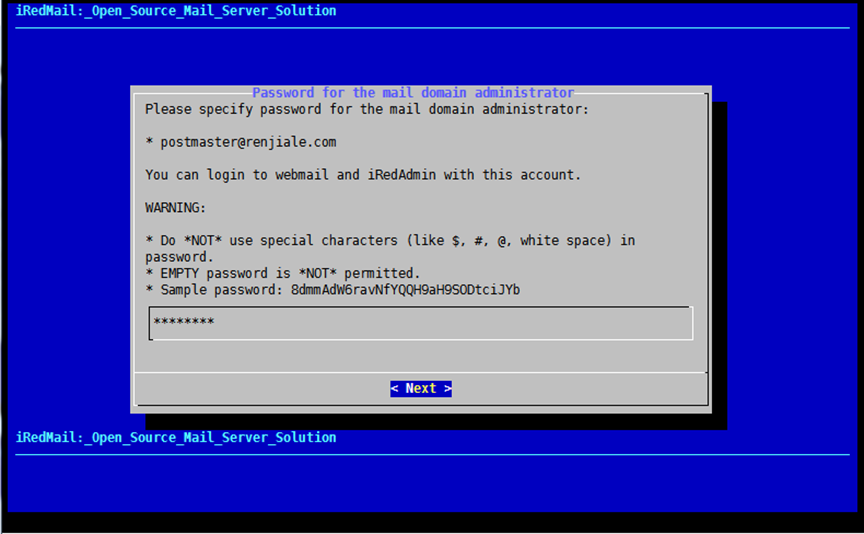 iRedMail:_Open_Source_Mail_Server_Solution
Password for the mail domain administrator
Please specify password for the mail domain administrator:
* postmaster@renjiale.com
You can login to webmail and iRedAdmin with this account.
WARNING:
* Do *NOT* use special characters (like $, #, @, white space) in
password.
* EMPTY password is *NOT* permitted.
* Sample password: 8dmmAdW6ravNfYQQH9aH9SODtciJYb
********
< Next >
iRedMail:_Open_Source_Mail_Server_Solution